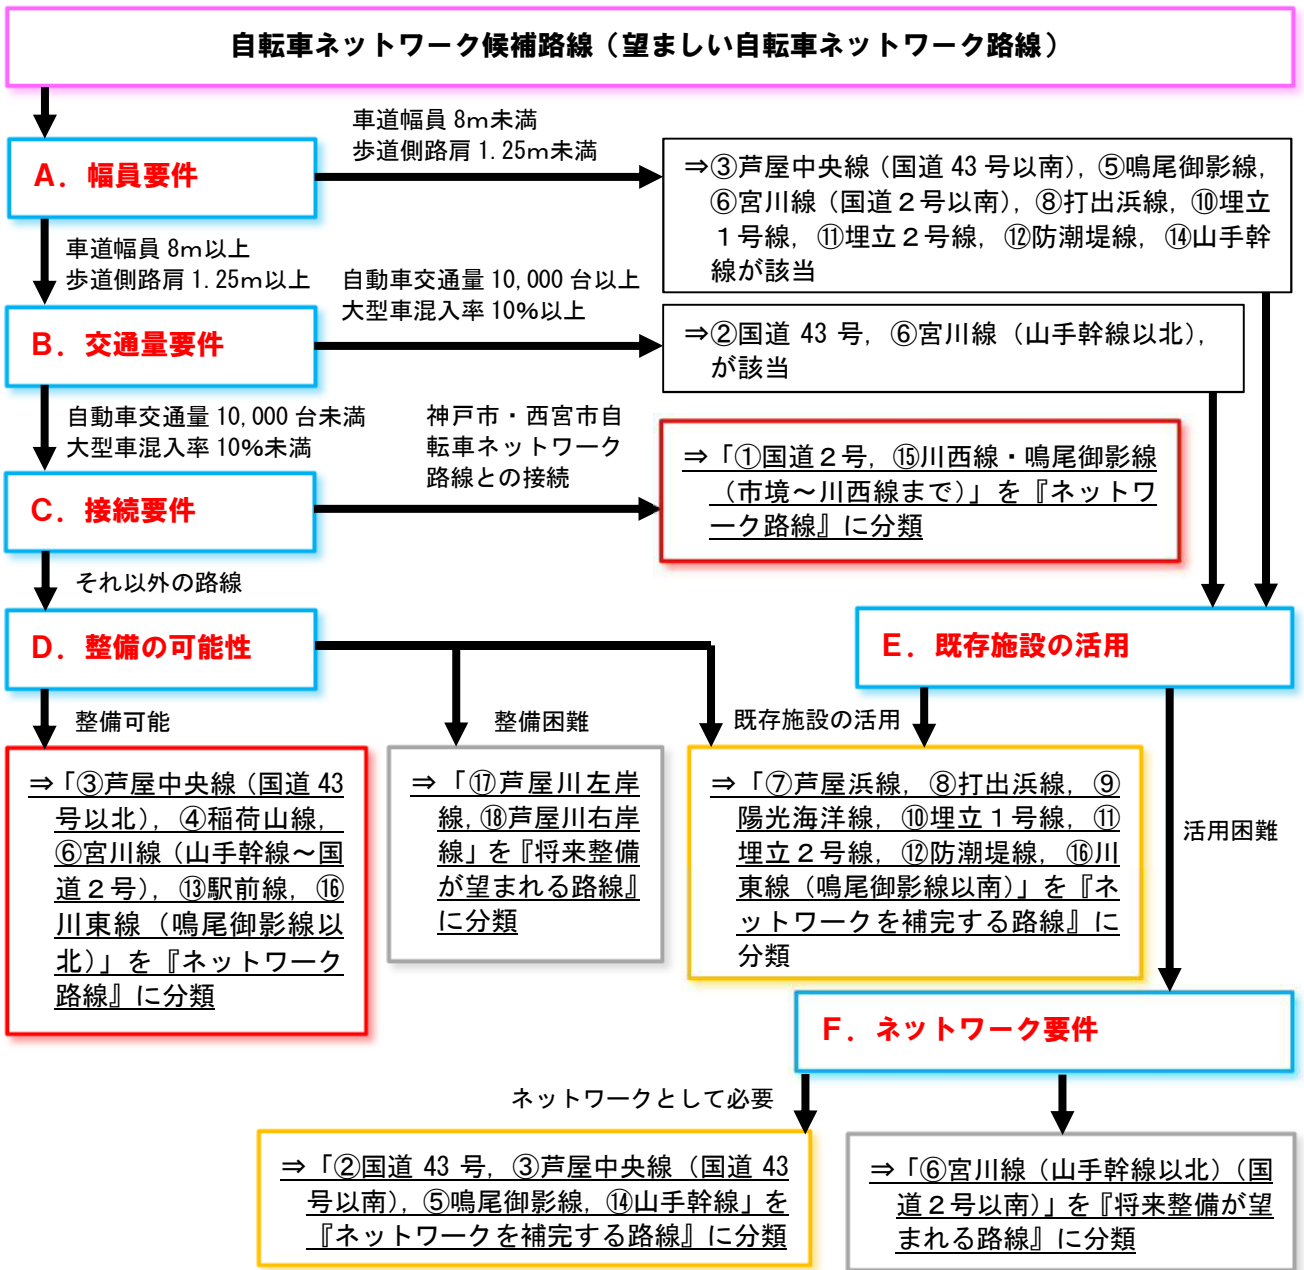 自転車ネットワーク候補路線（望ましい自転車ネットワーク路線）
車道幅員 8ｍ未満
歩道側路肩 1.25ｍ未満
A．幅員要件
⇒③芦屋中央線（国道 43 号以南），⑤鳴尾御影線，
⑥宮川線（国道２号以南），⑧打出浜線，⑩埋立
１号線，⑪埋立２号線，⑫防潮堤線，⑭山手幹
線が該当
車道幅員 8ｍ以上
歩道側路肩 1.25ｍ以上
自動車交通量 10,000 台以上
大型車混入率 10%以上
B．交通量要件
⇒②国道 43 号，⑥宮川線（山手幹線以北），
が該当
自動車交通量 10,000 台未満
大型車混入率 10%未満
神戸市・西宮市自
転車ネットワーク
路線との接続
C．接続要件
⇒「①国道２号，⑮川西線・鳴尾御影線
（市境～川西線まで）」を『ネットワ
ーク路線』に分類
それ以外の路線
D．整備の可能性
E．既存施設の活用
整備可能
整備困難
既存施設の活用
⇒「③芦屋中央線（国道 43
号以北），④稲荷山線，
⑥宮川線（山手幹線～国
道２号），⑬駅前線，⑯
川東線（鳴尾御影線以
北）」を『ネットワーク
路線』に分類
⇒「⑰芦屋川左岸
線，⑱芦屋川右岸
線」を『将来整備
が望まれる路線』
に分類
⇒「⑦芦屋浜線，⑧打出浜線，⑨
陽光海洋線，⑩埋立１号線，⑪
埋立２号線，⑫防潮堤線，⑯川
東線（鳴尾御影線以南）」を『ネ
ットワークを補完する路線』に
分類
活用困難
F．ネットワーク要件
ネットワークとして必要
⇒「②国道 43 号，③芦屋中央線（国道 43
号以南），⑤鳴尾御影線，⑭山手幹線」を
『ネットワークを補完する路線』に分類
⇒「⑥宮川線（山手幹線以北）（国
道２号以南）」を『将来整備が望
まれる路線』に分類